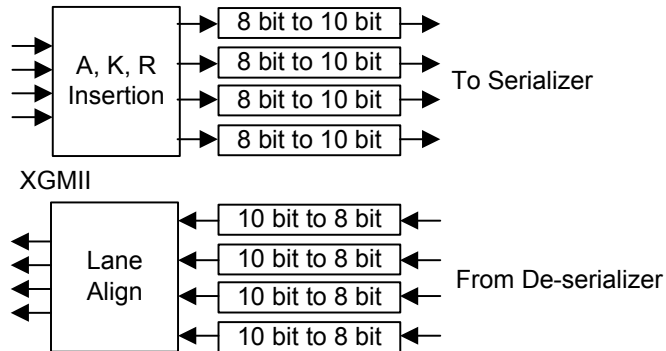 8 bit to 10 bit
8 bit to 10 bit
A, K, R
Insertion
To Serializer
8 bit to 10 bit
8 bit to 10 bit
XGMII
10 bit to 8 bit
10 bit to 8 bit
Lane
Align
From De-serializer
10 bit to 8 bit
10 bit to 8 bit